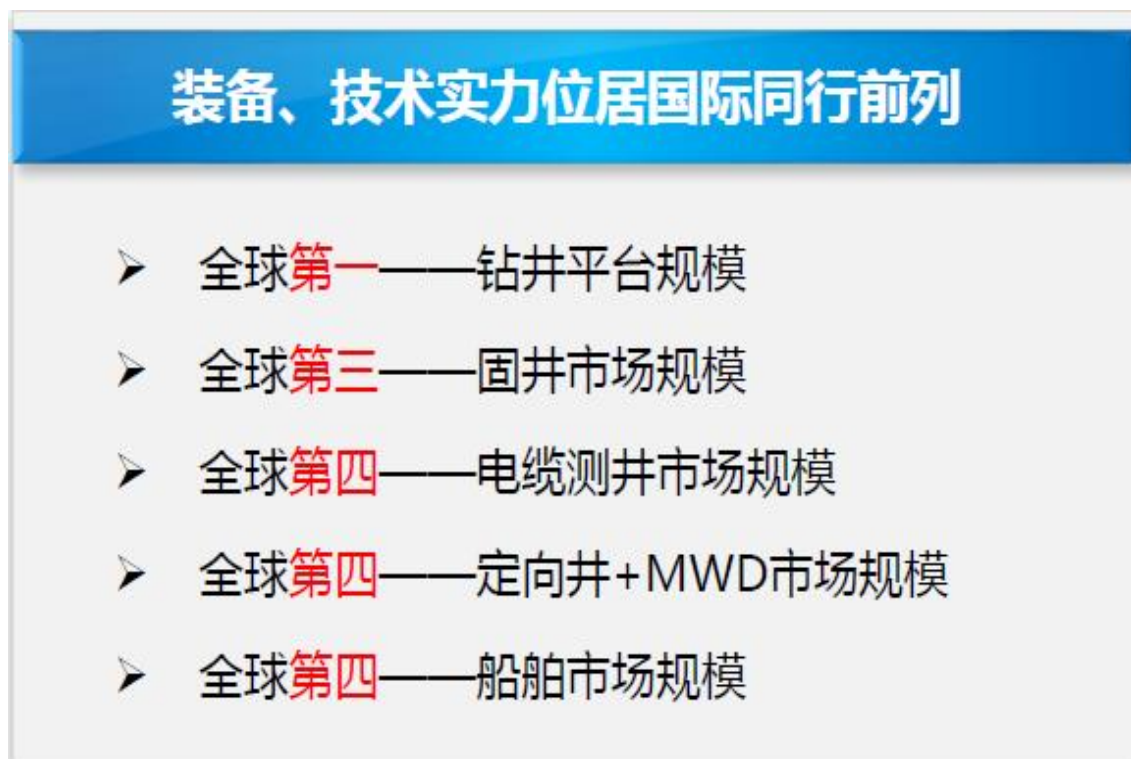 装备、技术实力位居国际同行前列
➢ 全球第一——钻井平台规模
➢ 全球第三——固井市场规模
➢ 全球第四——电缆测井市场规模
➢ 全球第四——定向井+MWD市场规模
➢ 全球第四——船舶市场规模